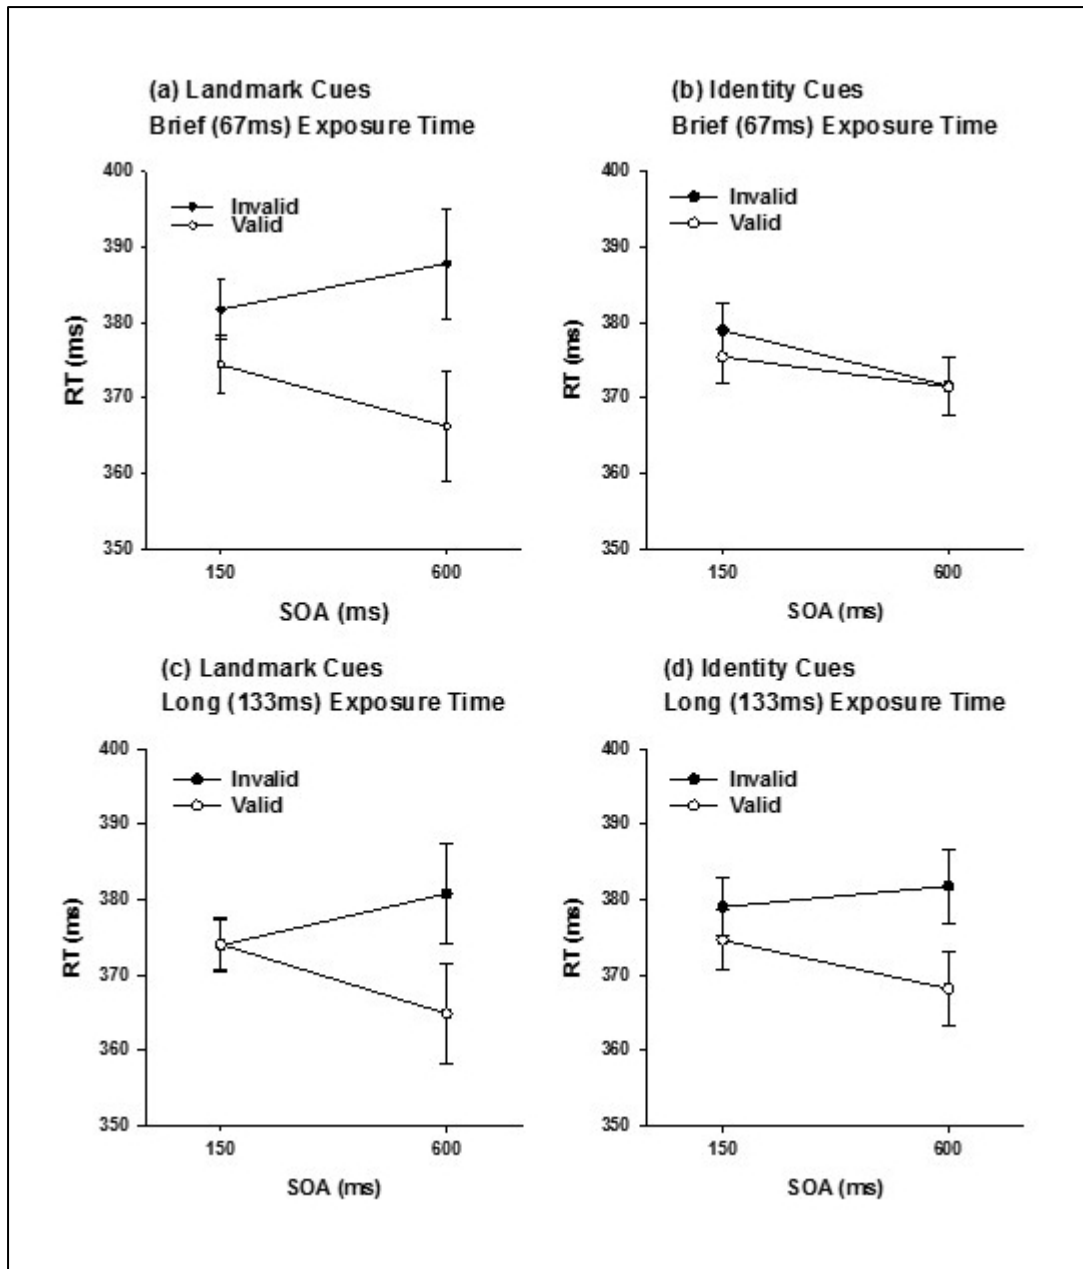 (a) Landmark Cues
Brief (67ms) Exposure Time
400
390
380
370
360
350
RT (ms)
Invalid
Valid
150
600
SOA (ms)
(b) Identity Cues
Brief (67ms) Exposure Time
400
390
380
370
360
350
RT (ms)
Invalid
Valid
150
600
SOA (ms)
(c) Landmark Cues
Long (133ms) Exposure Time
400
390
380
370
360
350
RT (ms)
Invalid
Valid
150
600
SOA (ms)
(d) Identity Cues
Long (133ms) Exposure Time
400
390
380
370
360
350
RT (ms)
Invalid
Valid
150
600
SOA (ms)